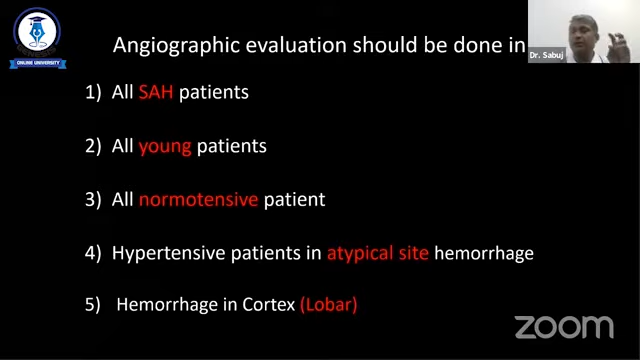 Angiographic evaluation should be done in
Dr. Sabuj
1) All SAH patients
2) All young patients
3) All normotensive patient
4) Hypertensive patients in atypical site hemorrhage
5) Hemorrhage in Cortex (Lobar)
ONLINE UNIVERSITY
zoom